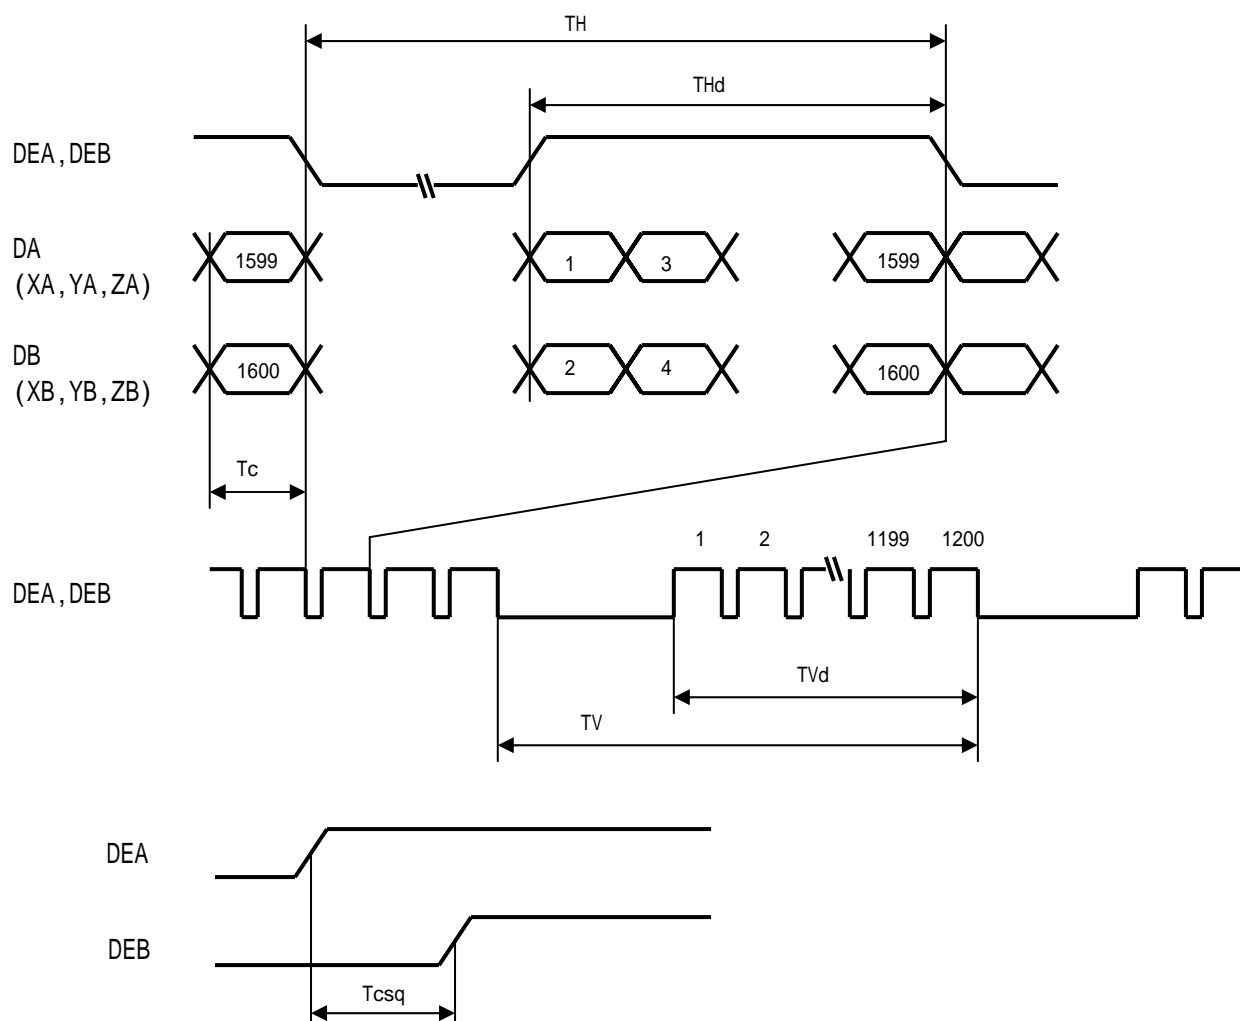 TH
THd
DEA,DEB
DA
1599
1
3
1599
(XA,YA,ZA)
DB
1600
2
4
1600
(XB,YB,ZB)
Tc
1
2
1199
1200
DEA,DEB
TVd
TV
DEA
DEB
Tcsq